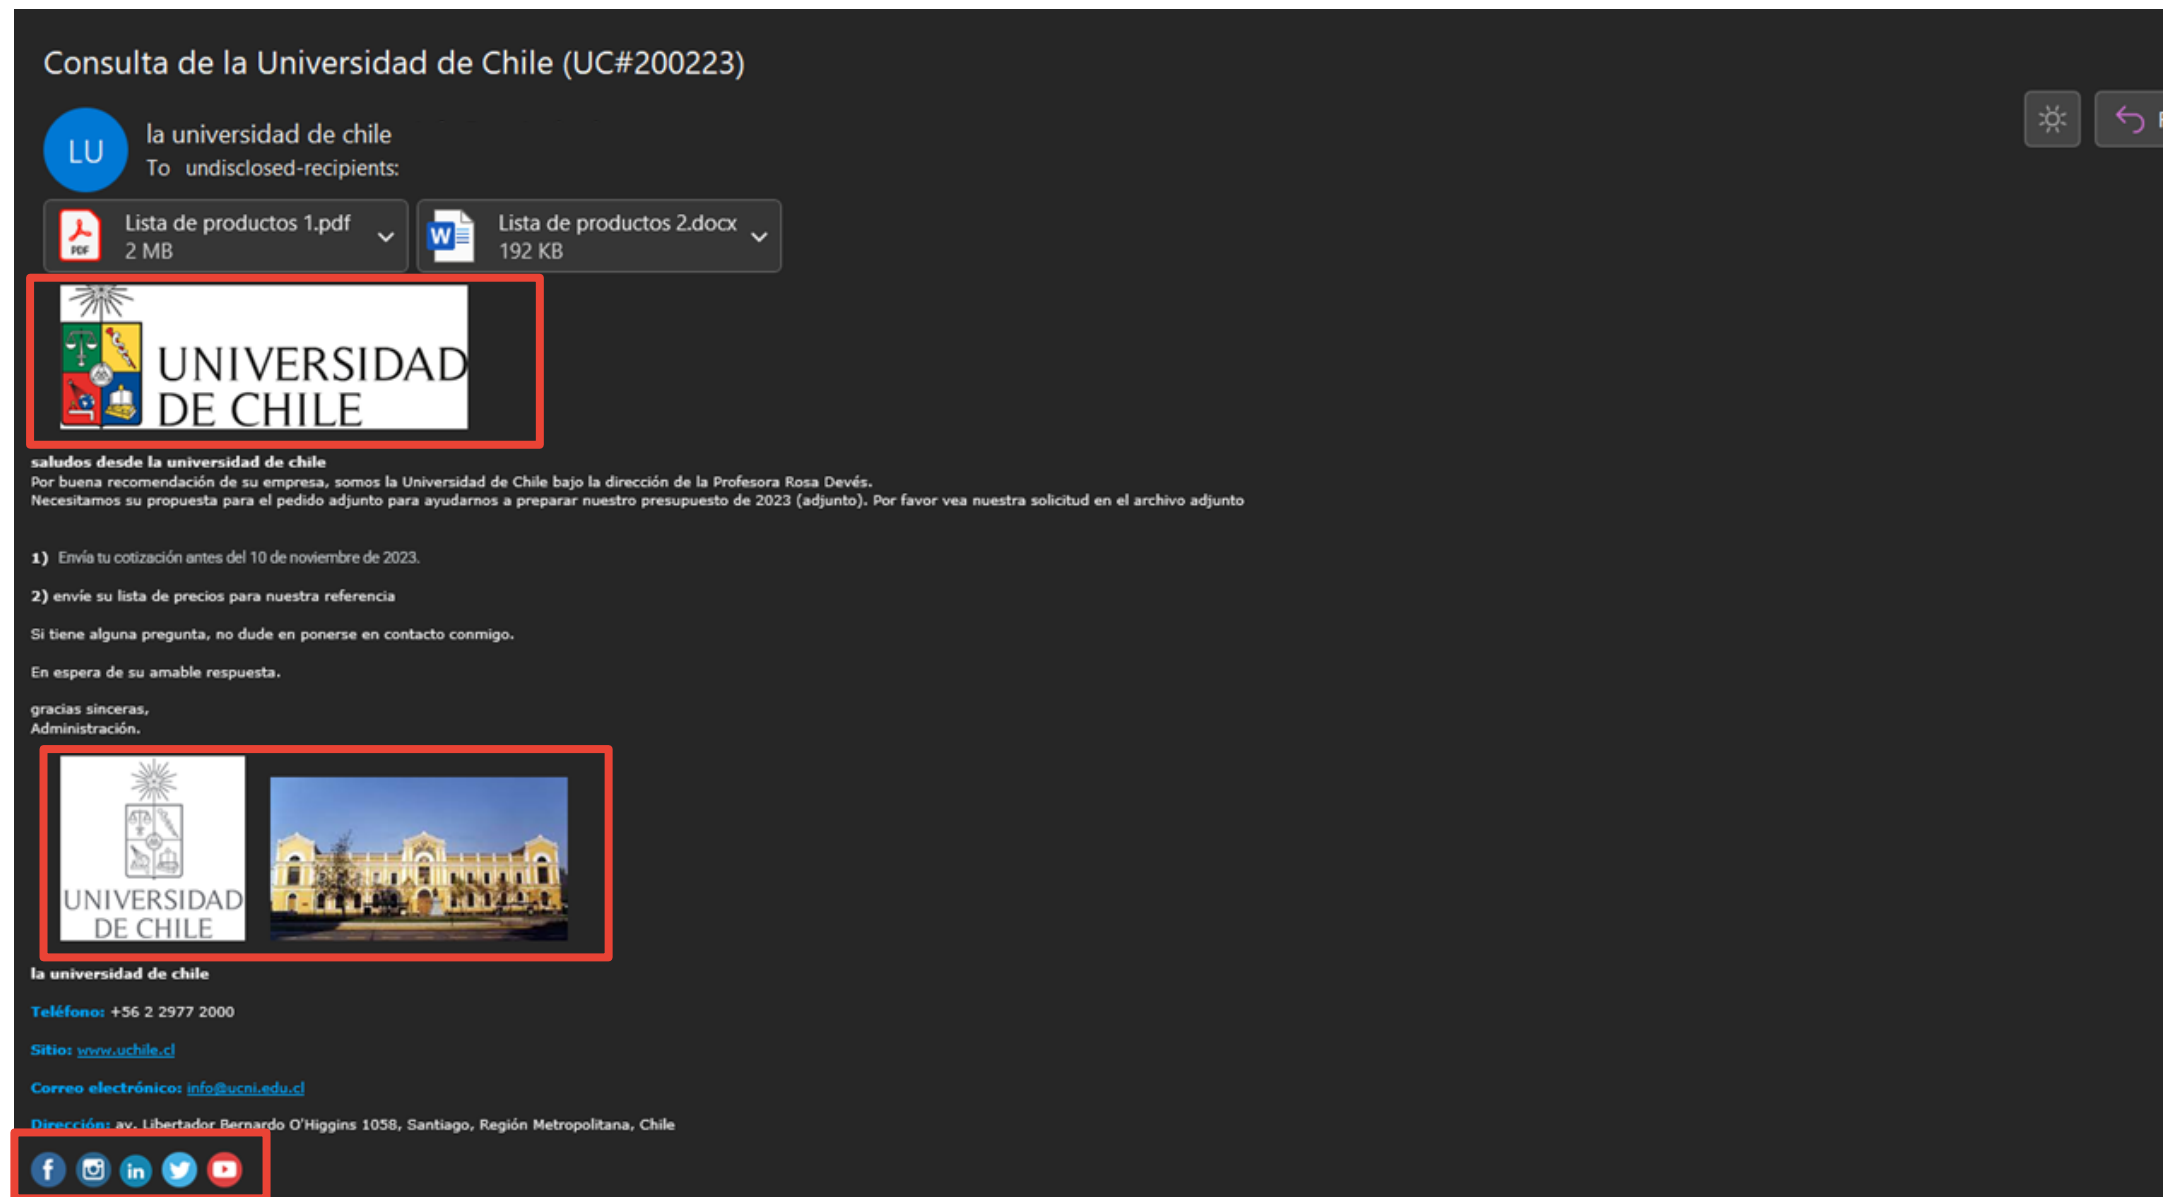 Consulta de la Universidad de Chile (UC#200223)
LU
la universidad de chile
To undisclosed-recipients:
PDF
Lista de productos 1.pdf
2 MB
W
Lista de productos 2.docx
192 KB
UNIVERSIDAD
DE CHILE
saludos desde la universidad de chile
Por buena recomendación de su empresa, somos la Universidad de Chile bajo la dirección de la Profesora Rosa Devés.
Necesitamos su propuesta para el pedido adjunto para ayudarnos a preparar nuestro presupuesto de 2023 (adjunto). Por favor vea nuestra solicitud en el archivo adjunto
1) Envía tu cotización antes del 10 de noviembre de 2023.
2) envíe su lista de precios para nuestra referencia
Si tiene alguna pregunta, no dude en ponerse en contacto conmigo.
En espera de su amable respuesta.
gracias sinceras,
Administración.
UNIVERSIDAD
DE CHILE
la universidad de chile
Teléfono: +56 2 2977 2000
Sitio: www.uchile.cl
Correo electrónico: info@ucni.edu.cl
Dirección: av. Libertador Bernardo O'Higgins 1058, Santiago, Región Metropolitana, Chile
f in